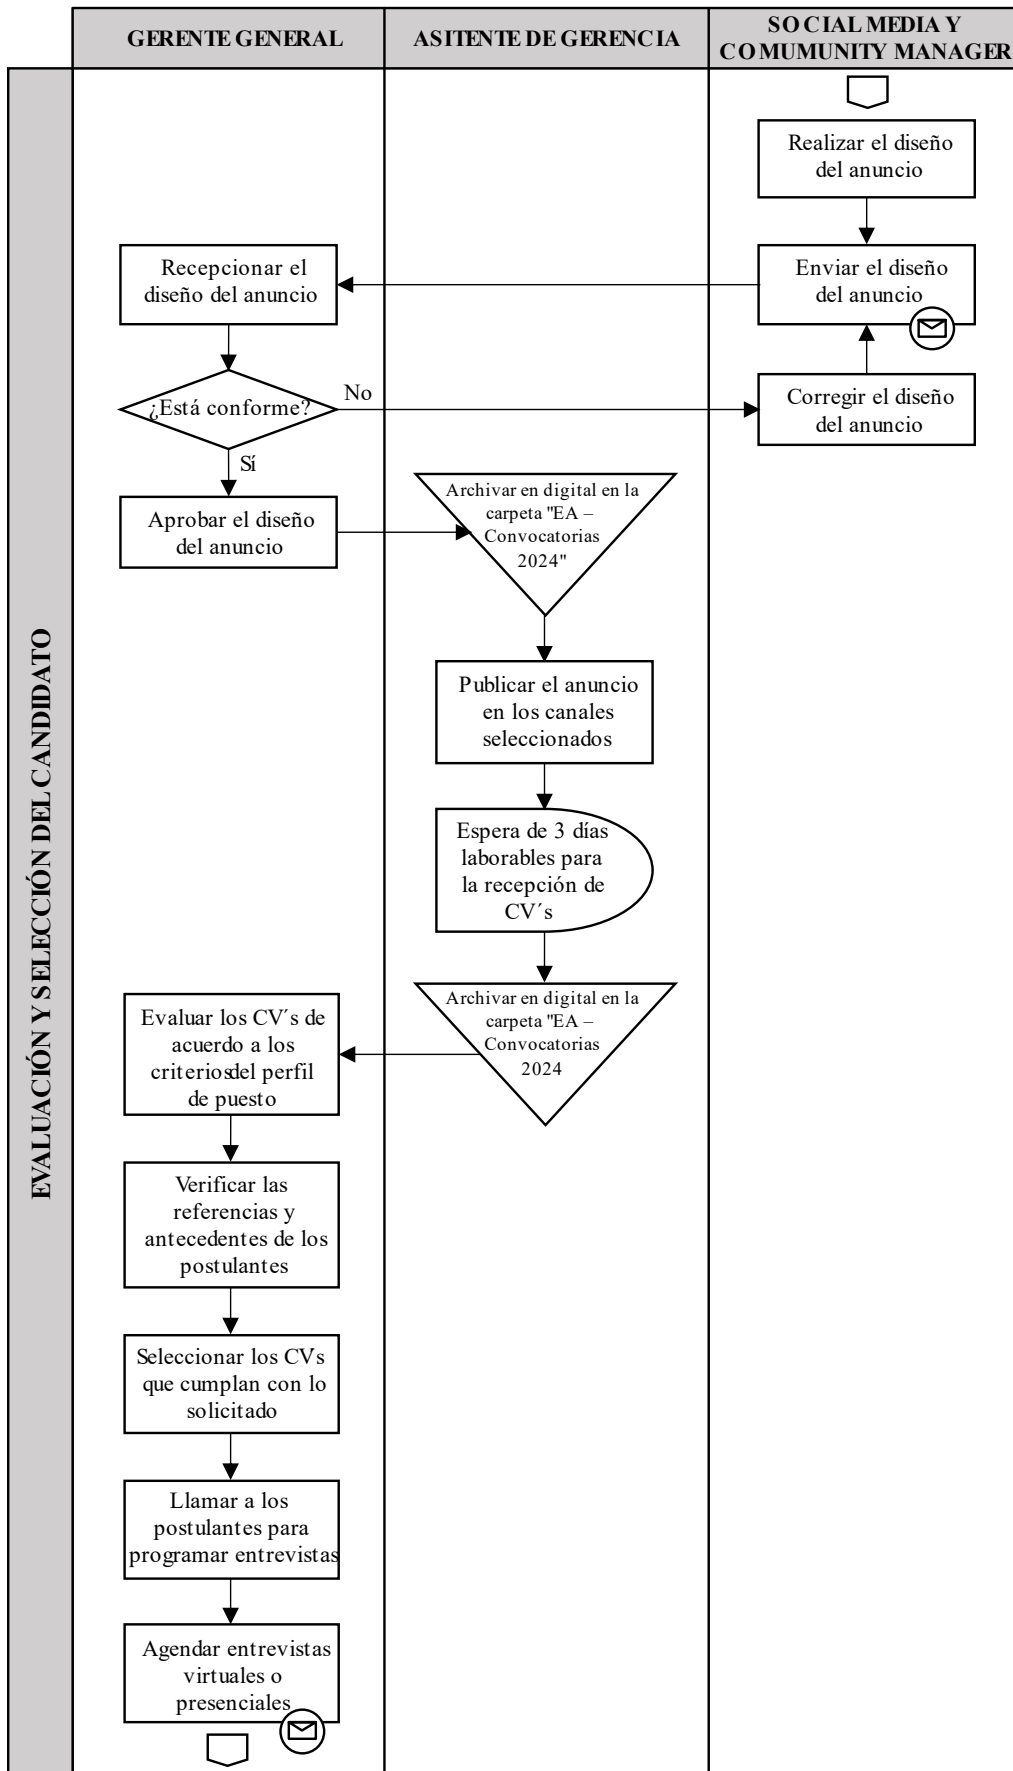 GERENTE GENERAL
ASITENTE DE GERENCIA
SOCIAL MEDIA Y
COMUMUNITY MANAGER
EVALUACIÓN Y SELECCIÓN DEL CANDIDATO
Realizar el diseño
del anuncio
Recepcionar el
diseño del anuncio
Enviar el diseño
del anuncio
¿Está conforme?
No
Corregir el diseño
del anuncio
Sí
Aprobar el diseño
del anuncio
Archivar en digital en la
carpeta "EA –
Convocatorias
2024"
Publicar el anuncio
en los canales
seleccionados
Espera de 3 días
laborables para
la recepción de
CV´s
Archivar en digital en la
carpeta "EA –
Convocatorias
2024
Evaluar los CV´s de
acuerdo a los
criterios del perfil
de puesto
Verificar las
referencias y
antecedentes de los
postulantes
Seleccionar los CVs
que cumplan con lo
solicitado
Llamar a los
postulantes para
programar entrevistas
Agendar entrevistas
virtuales o
presenciales